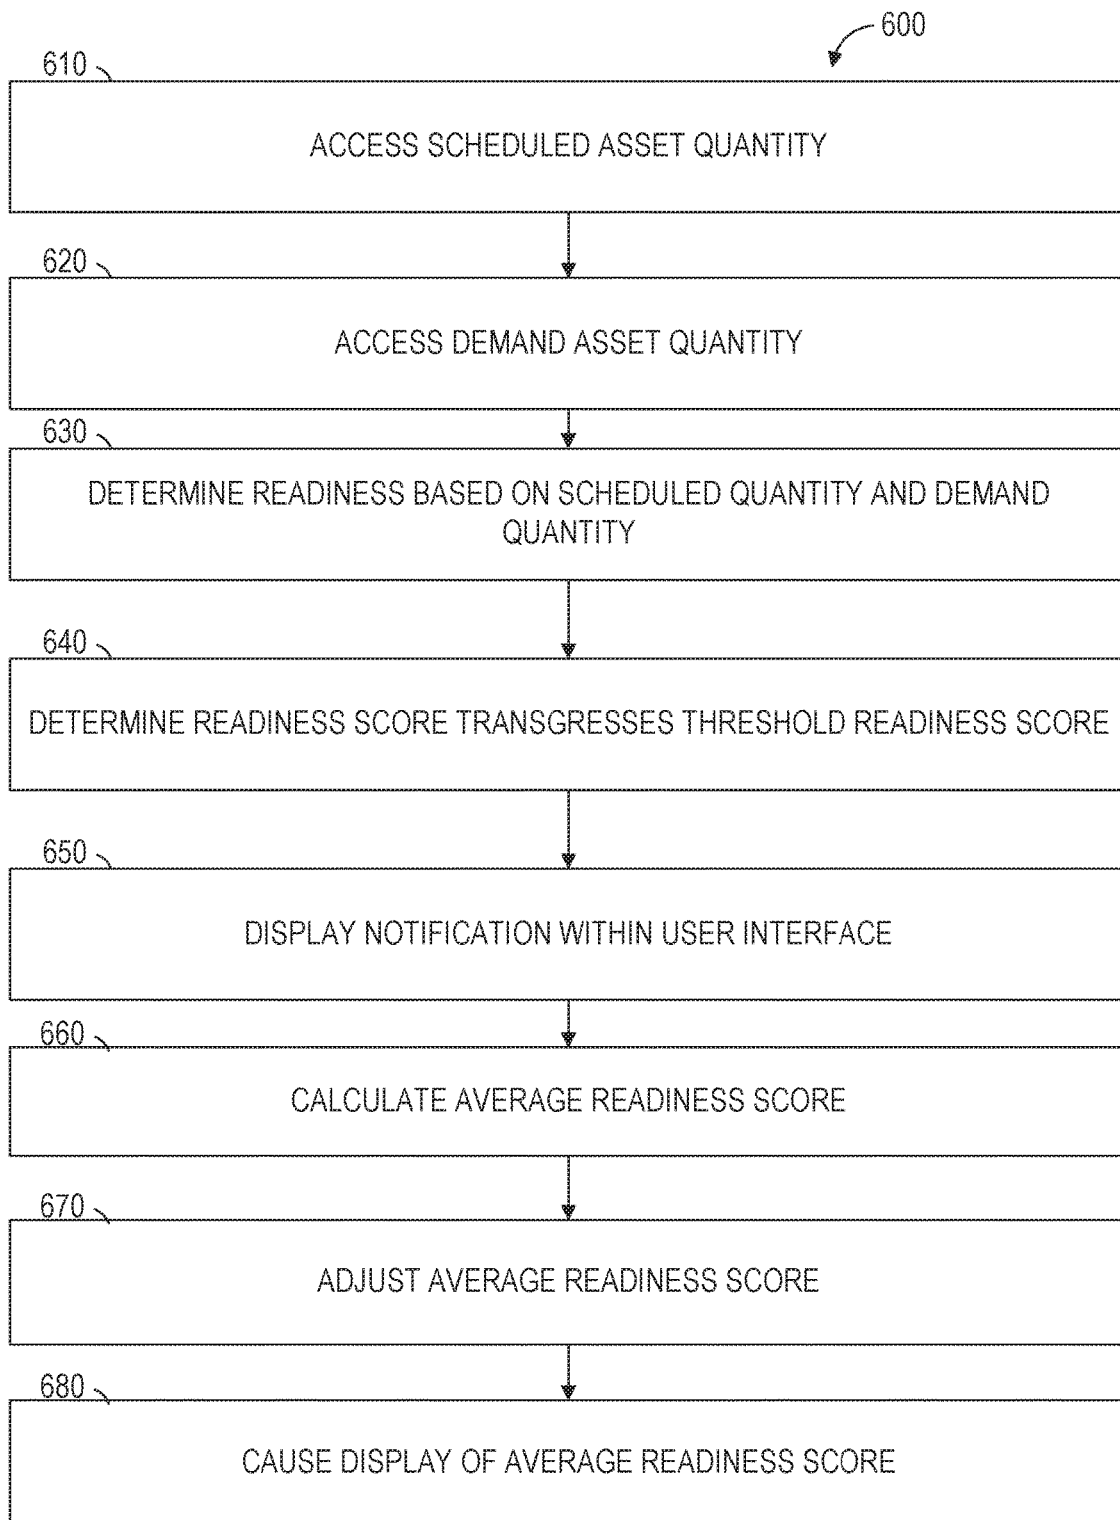 600
610
ACCESS SCHEDULED ASSET QUANTITY
620
ACCESS DEMAND ASSET QUANTITY
630
DETERMINE READINESS BASED ON SCHEDULED QUANTITY AND DEMAND
QUANTITY
640
DETERMINE READINESS SCORE TRANSGRESSES THRESHOLD READINESS SCORE
650
DISPLAY NOTIFICATION WITHIN USER INTERFACE
660
CALCULATE AVERAGE READINESS SCORE
670
ADJUST AVERAGE READINESS SCORE
680
CAUSE DISPLAY OF AVERAGE READINESS SCORE